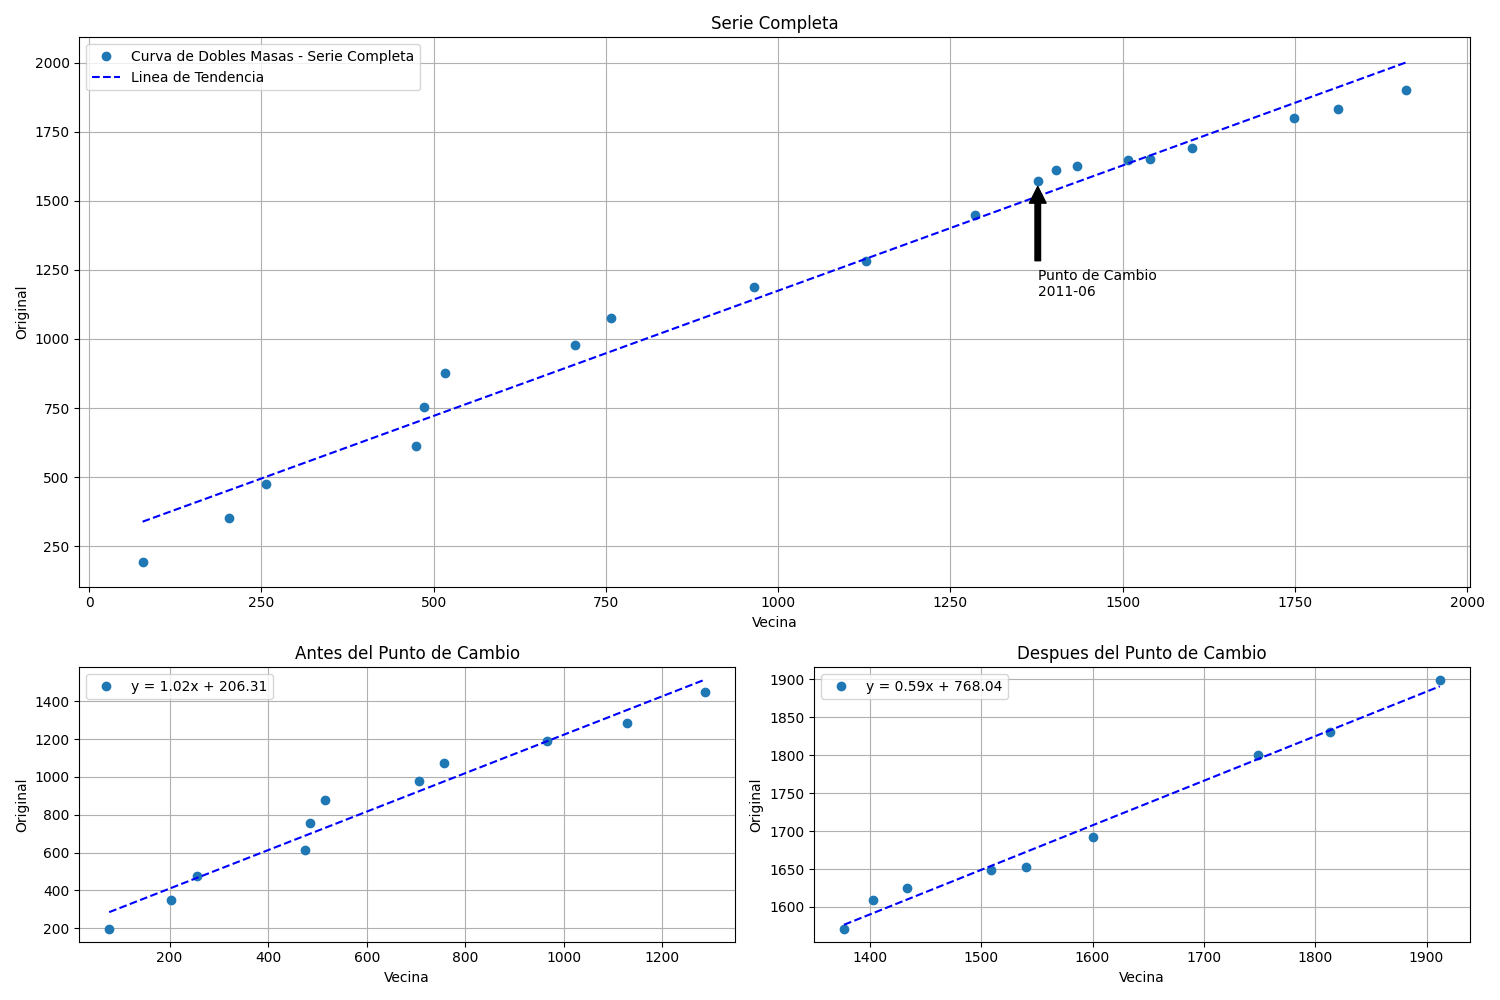 Serie Completa
Curva de Dobles Masas - Serie Completa
Linea de Tendencia
2000
1750
1500
1250
1000
750
500
250
Original
Punto de Cambio
2011-06
0 250 500 750 1000 1250 1500 1750 2000
Vecina
Antes del Punto de Cambio
y = 1.02x + 206.31
1400
1200
1000
800
600
400
200
Original
200 400 600 800 1000 1200
Vecina
Despues del Punto de Cambio
y = 0.59x + 768.04
1900
1850
1800
1750
1700
1650
1600
Original
1400 1500 1600 1700 1800 1900
Vecina